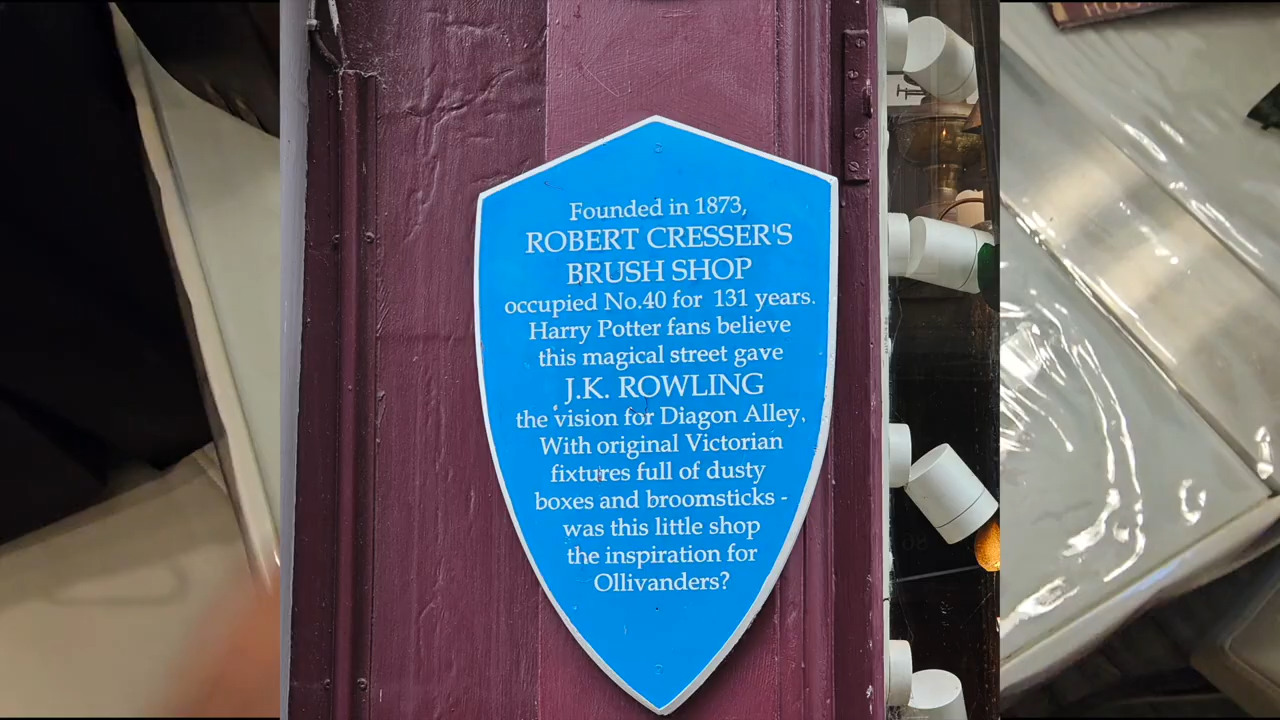 Founded in 1873,
ROBERT CRESSER'S
BRUSH SHOP
occupied No.40 for 131 years.
Harry Potter fans believe
this magical street gave
J.K. ROWLING
the vision for Diagon Alley,
With original Victorian
fixtures full of dusty
boxes and broomsticks -
was this little shop
the inspiration for
Ollivanders?